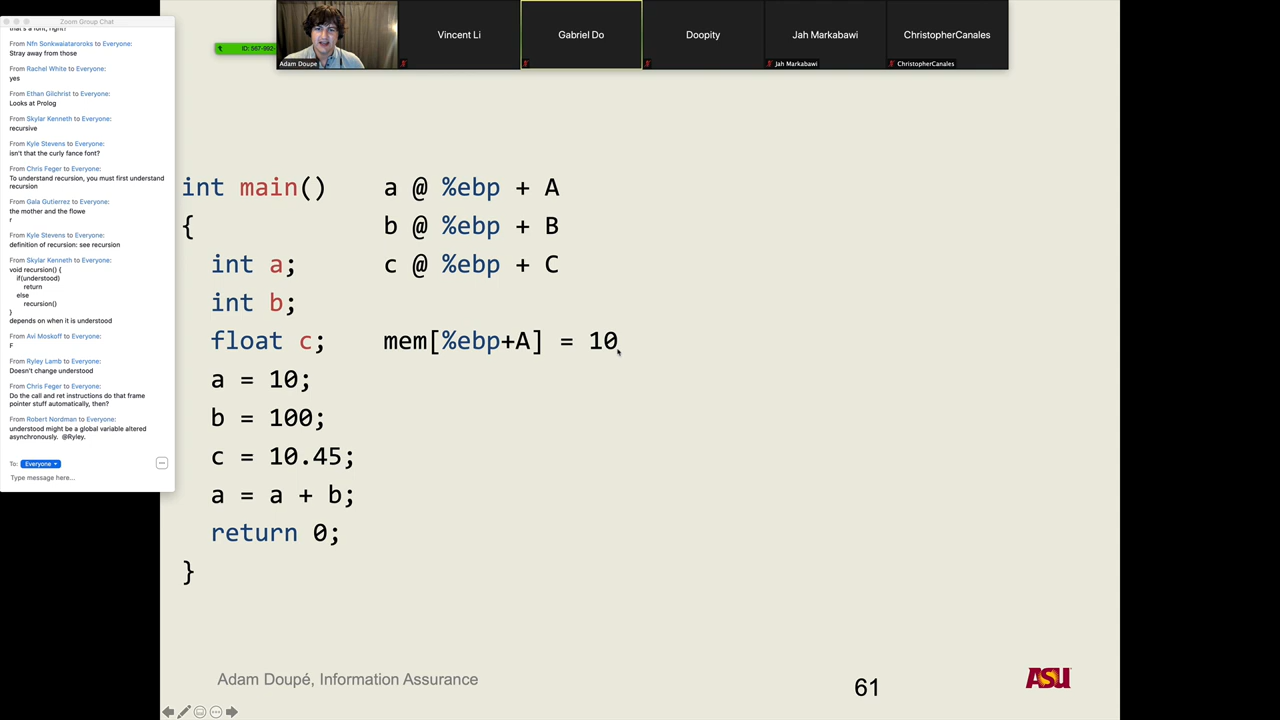 Zoom Group Chat
that's a font, right?
From Nfn Sonkwaiataroroks to Everyone:
Stray away from those
From Rachel White to Everyone:
yes
From Ethan Gilchrist to Everyone:
Looks at Prolog
From Skylar Kenneth to Everyone:
recursive
From Kyle Stevens to Everyone:
isn't that the curly fance font?
From Chris Feger to Everyone:
To understand recursion, you must first understand
recursion
From Gala Gutierrez to Everyone:
the mother and the flowe
r
From Kyle Stevens to Everyone:
definition of recursion: see recursion
From Skylar Kenneth to Everyone:
void recursion() {
if(understood)
return
else
recursion()
}
depends on when it is understood
From Avi Moskoff to Everyone:
F
From Ryley Lamb to Everyone:
Doesn't change understood
From Chris Feger to Everyone:
Do the call and ret instructions do that frame
pointer stuff automatically, then?
From Robert Nordman to Everyone:
understood might be a global variable altered
asynchronously. @Ryley.
To: Everyone
Type message here...
ID: 567-992-
Adam Doupe
Vincent Li
Gabriel Do
Doopity
Jah Markabawi
Jah Markabawi
ChristopherCanales
ChristopherCanales
int main() a @ %ebp + A
{ b @ %ebp + B
int a; c @ %ebp + C
int b;
float c; mem[%ebp+A] = 10
a = 10;
b = 100;
c = 10.45;
a = a + b;
return 0;
}
Adam Doupé, Information Assurance
61
ASU